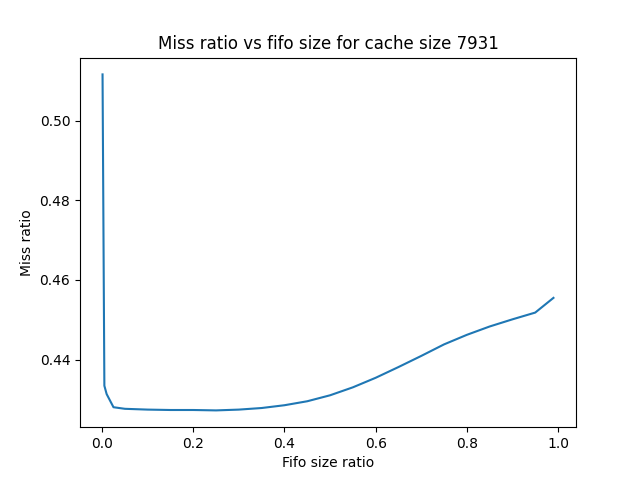 Miss ratio vs fifo size for cache size 7931
0.50
0.48
0.46
0.44
Miss ratio
0.0 0.2 0.4 0.6 0.8 1.0
Fifo size ratio